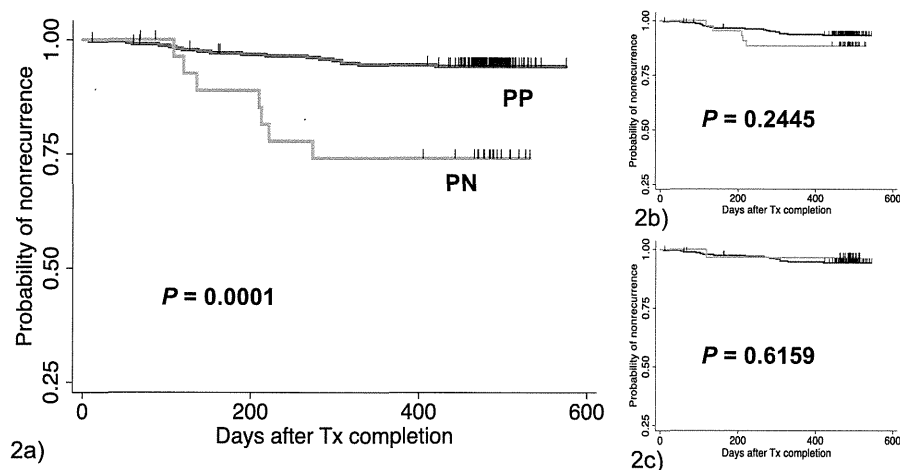 1.00
0.75
0.50
0.25
Probability of nonrecurrence
PP
PN
P = 0.0001
0
200
400
600
Days after Tx completion
2a)
1.00
0.75
0.50
0.25
Probability of nonrecurrence
P = 0.2445
0
200
400
600
Days after Tx completion
2b)
1.00
0.75
0.50
0.25
Probability of nonrecurrence
P = 0.6159
0
200
400
600
Days after Tx completion
2c)